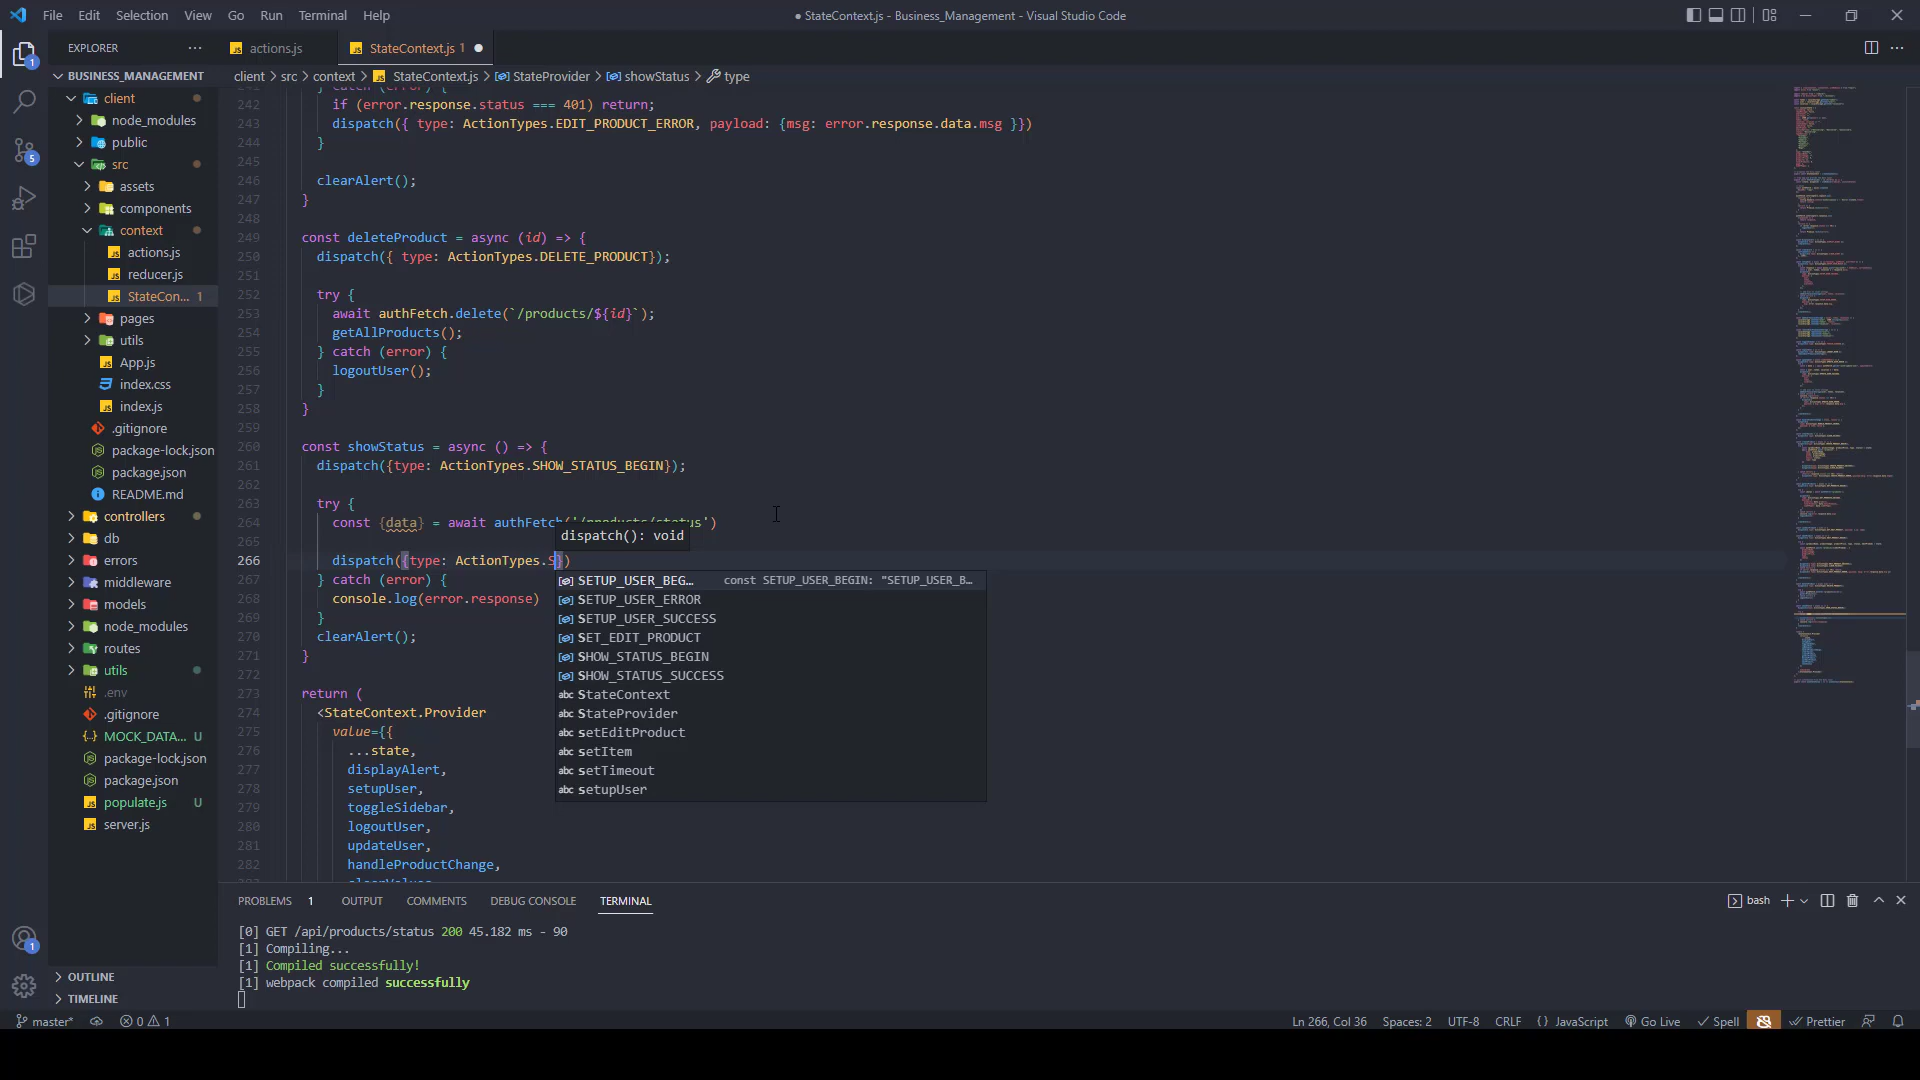 File Edit Selection View Go Run Terminal Help
● StateContext.js - Business_Management - Visual Studio Code
EXPLORER
BUSINESS_MANAGEMENT
client
node_modules
public
src
assets
components
context
actions.js
reducer.js
StateCon... 1
pages
utils
App.js
index.css
index.js
.gitignore
package-lock.json
package.json
README.md
controllers
db
errors
middleware
models
node_modules
routes
utils
.env
.gitignore
MOCK_DATA... U
package-lock.json
package.json
populate.js U
server.js
OUTLINE
TIMELINE
actions.js
StateContext.js 1 ●
client > src > context > StateContext.js > StateProvider > showStatus > type
242 if (error.response.status === 401) return;
243 dispatch({ type: ActionTypes.EDIT_PRODUCT_ERROR, payload: {msg: error.response.data.msg }})
244 }
245
246 clearAlert();
247 }
248
249 const deleteProduct = async (id) => {
250 dispatch({ type: ActionTypes.DELETE_PRODUCT});
251
252 try {
253 await authFetch.delete(`/products/${id}`);
254 getAllProducts();
255 } catch (error) {
256 logoutUser();
257 }
258 }
259
260 const showStatus = async () => {
261 dispatch({type: ActionTypes.SHOW_STATUS_BEGIN});
262
263 try {
264 const {data} = await authFetch('/products/status')
265
dispatch(): void
266 dispatch({type: ActionTypes.S})
267 } catch (error) {
268 console.log(error.response)
269 }
270 clearAlert();
271 }
272
273 return (
274 <StateContext.Provider
275 value={{
276 ...state,
277 displayAlert,
278 setupUser,
279 toggleSidebar,
280 logoutUser,
281 updateUser,
282 handleProductChange,
SETUP_USER_BEG... const SETUP_USER_BEGIN: "SETUP_USER_B...
SETUP_USER_ERROR
SETUP_USER_SUCCESS
SET_EDIT_PRODUCT
SHOW_STATUS_BEGIN
SHOW_STATUS_SUCCESS
abc StateContext
abc StateProvider
abc setEditProduct
abc setItem
abc setTimeout
abc setupUser
PROBLEMS 1 OUTPUT COMMENTS DEBUG CONSOLE TERMINAL
bash
[0] GET /api/products/status 200 45.182 ms - 90
[1] Compiling...
[1] Compiled successfully!
[1] webpack compiled successfully
master* 0 1
Ln 266, Col 36 Spaces: 2 UTF-8 CRLF {} JavaScript Go Live Spell Prettier